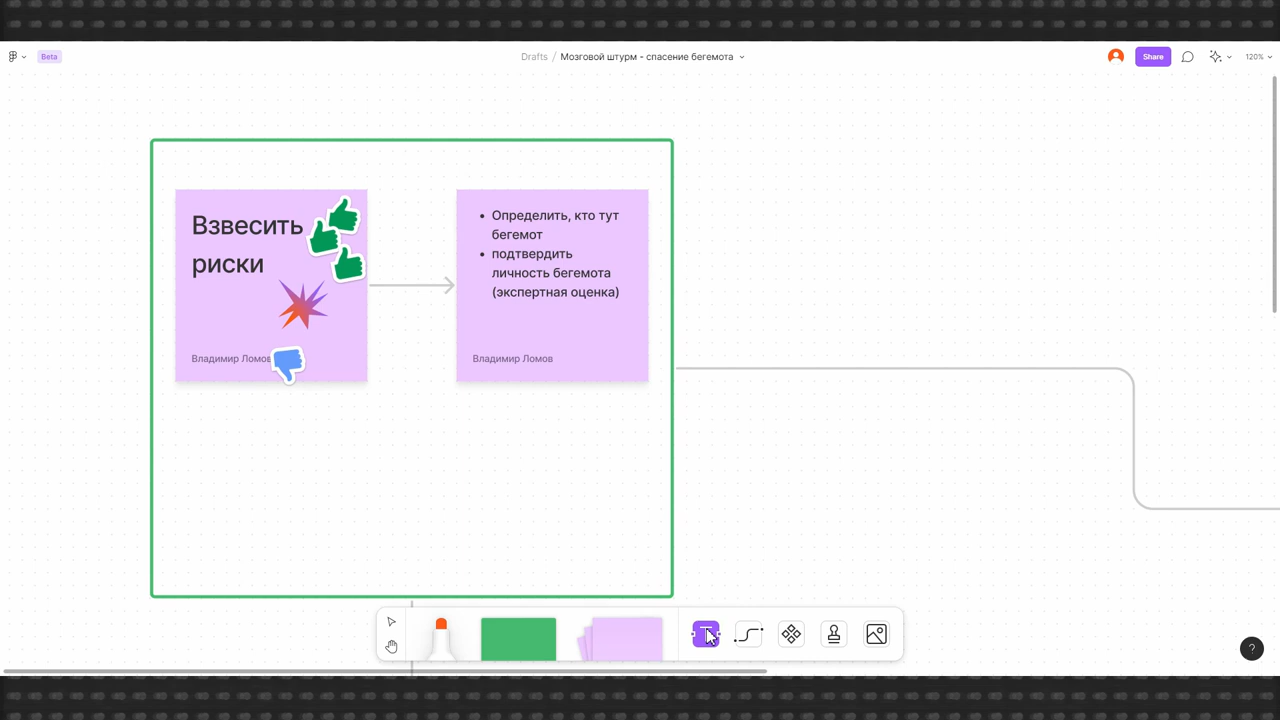 Beta
Drafts / Мозговой штурм - спасение бегемота
Share
120%
Взвесить
риски
Владимир Ломов
• Определить, кто тут
бегемот
• подтвердить
личность бегемота
(экспертная оценка)
Владимир Ломов
T
?